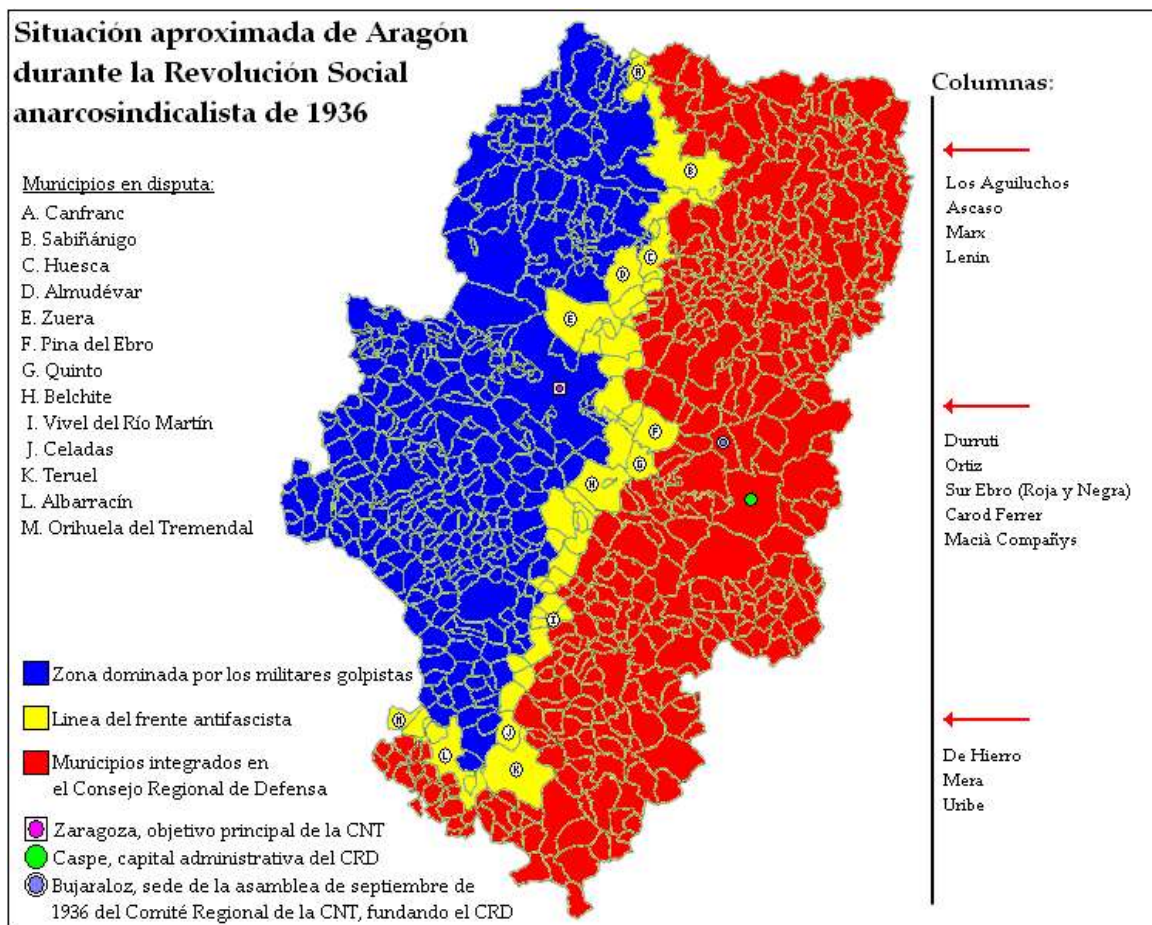 Situación aproximada de Aragón
durante la Revolución Social
anarcosindicalista de 1936
Municipios en disputa:
A. Canfranc
B. Sabiñánigo
C. Huesca
D. Almudévar
E. Zuera
F. Pina del Ebro
G. Quinto
H. Belchite
I. Vivel del Río Martín
J. Celadas
K. Teruel
L. Albarracín
M. Orihuela del Tremendal
Zona dominada por los militares golpistas
Linea del frente antifascista
Municipios integrados en
el Consejo Regional de Defensa
Zaragoza, objetivo principal de la CNT
Caspe, capital administrativa del CRD
Bujaraloz, sede de la asamblea de septiembre de
1936 del Comité Regional de la CNT, fundando el CRD
A
B
C
D
E
F
G
H
I
J
K
L
M
Columnas:
Los Aguiluchos
Ascaso
Marx
Lenin
Durruti
Ortiz
Sur Ebro (Roja y Negra)
Carod Ferrer
Macià Compañys
De Hierro
Mera
Uribe